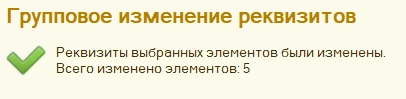 Групповое изменение реквизитов
Реквизиты выбранных элементов были изменены.
Всего изменено элементов: 5